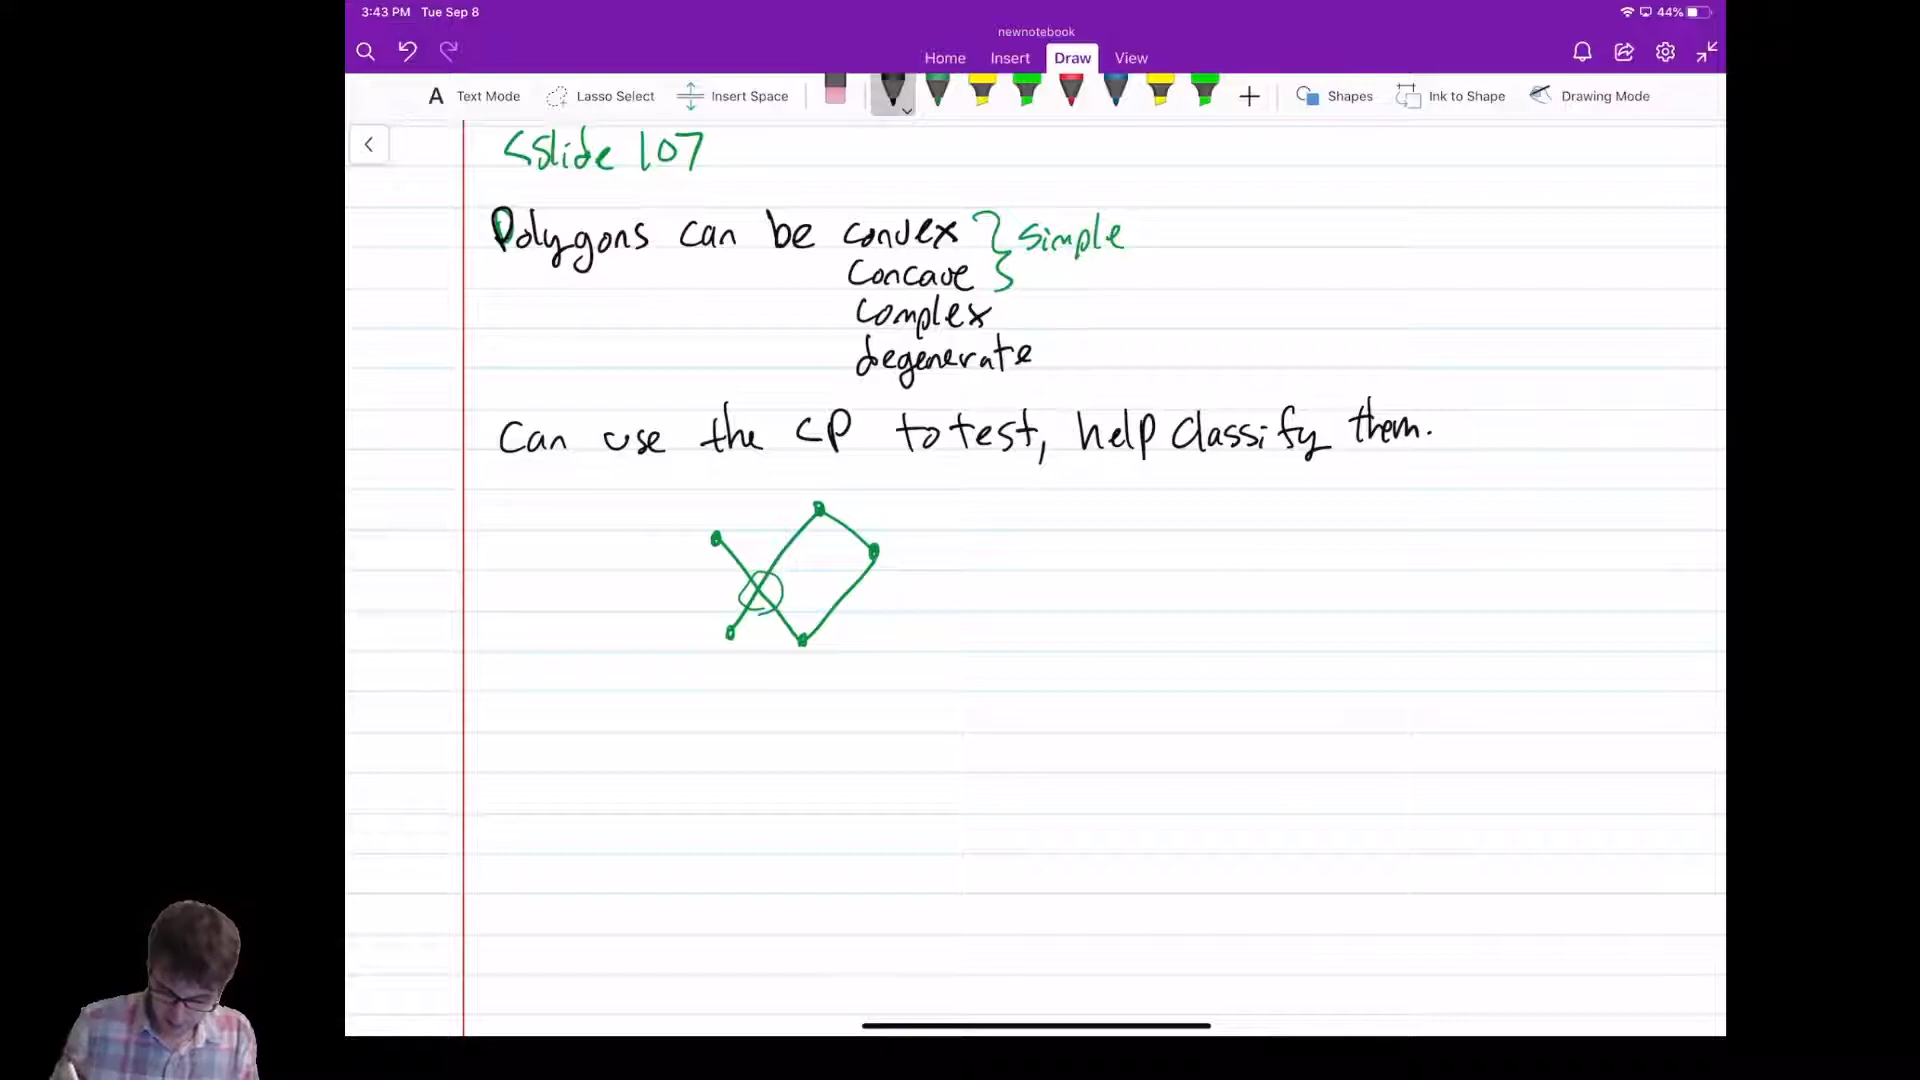 3:43 PM Tue Sep 8
44%
newnotebook
Home Insert Draw View
Text Mode Lasso Select Insert Space Shapes Ink to Shape Drawing Mode
<Slide 107
Polygons can be convex } simple
concave
complex
degenerate
Can use the CP to test, help classify them.